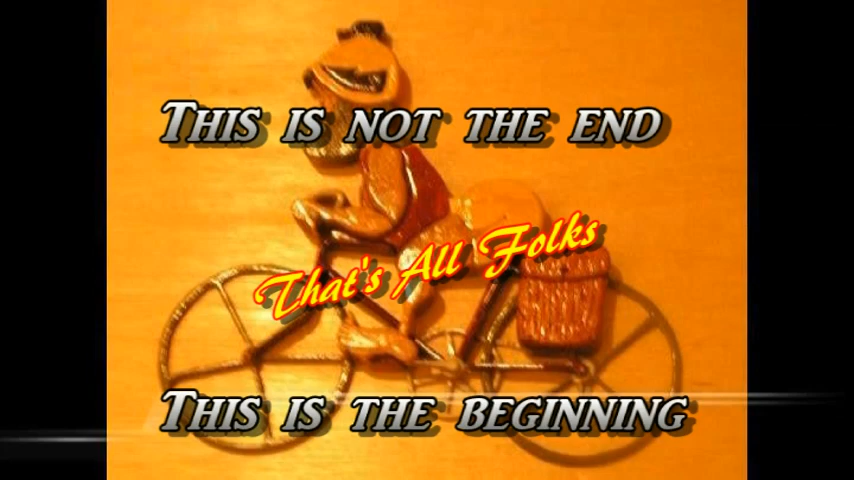 This is not the end
That's All Folks
This is the beginning